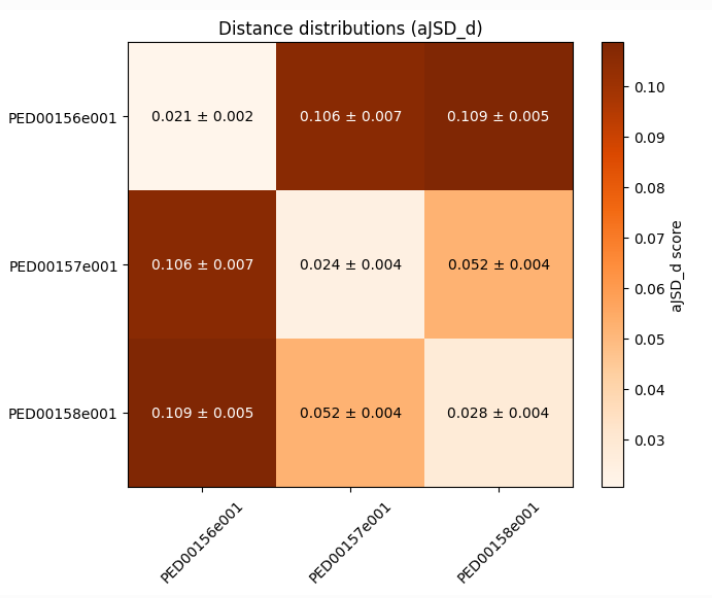 Distance distributions (aJSD_d)
PED00156e001
0.021 ± 0.002
0.106 ± 0.007
0.109 ± 0.005
PED00157e001
0.106 ± 0.007
0.024 ± 0.004
0.052 ± 0.004
PED00158e001
0.109 ± 0.005
0.052 ± 0.004
0.028 ± 0.004
PED00156e001
PED00157e001
PED00158e001
0.10
0.09
0.08
0.07
0.06
0.05
0.04
0.03
aJSD_d score